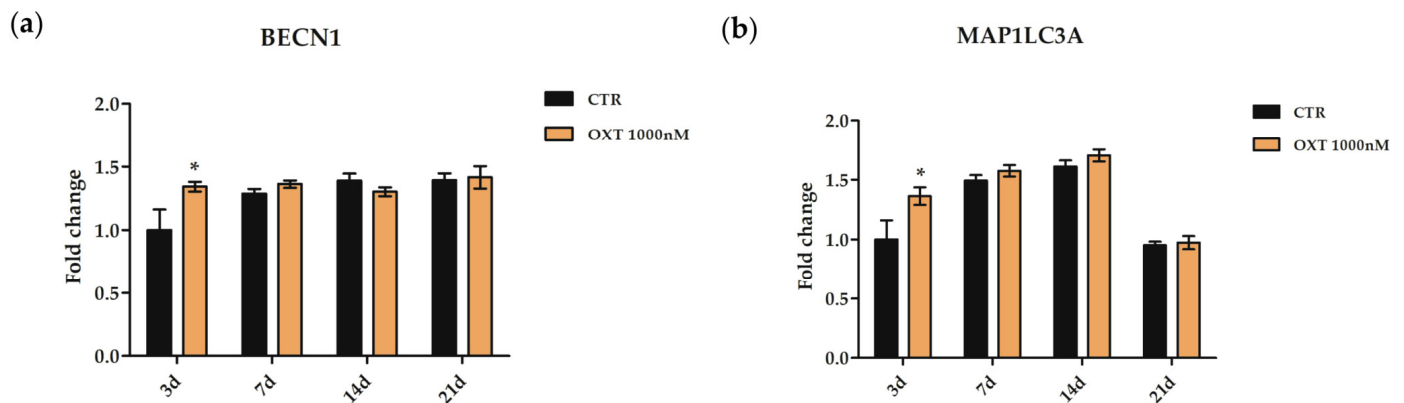 (a)
BECN1
CTR
OXT 1000nM
Fold change
2.0
1.5
1.0
0.5
0.0
*
3d
7d
14d
21d
(b)
MAP1LC3A
CTR
OXT 1000nM
Fold change
2.0
1.5
1.0
0.5
0.0
*
3d
7d
14d
21d